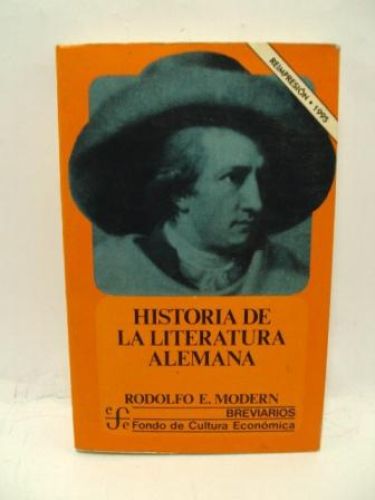 REIMPRESIÓN • 1995
HISTORIA DE
LA LITERATURA
ALEMANA
RODOLFO E. MODERN
BREVIARIOS
Fondo de Cultura Económica